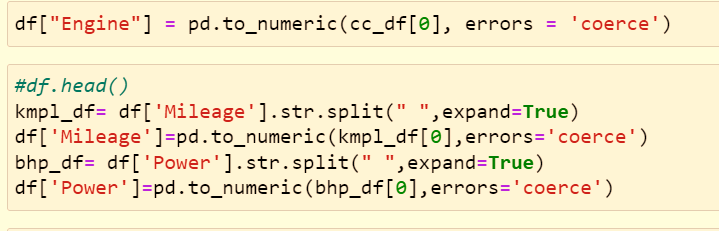 df["Engine"] = pd.to_numeric(cc_df[0], errors = 'coerce')
#df.head()
kmpl_df= df['Mileage'].str.split(" ",expand=True)
df['Mileage']=pd.to_numeric(kmpl_df[0],errors='coerce')
bhp_df= df['Power'].str.split(" ",expand=True)
df['Power']=pd.to_numeric(bhp_df[0],errors='coerce')